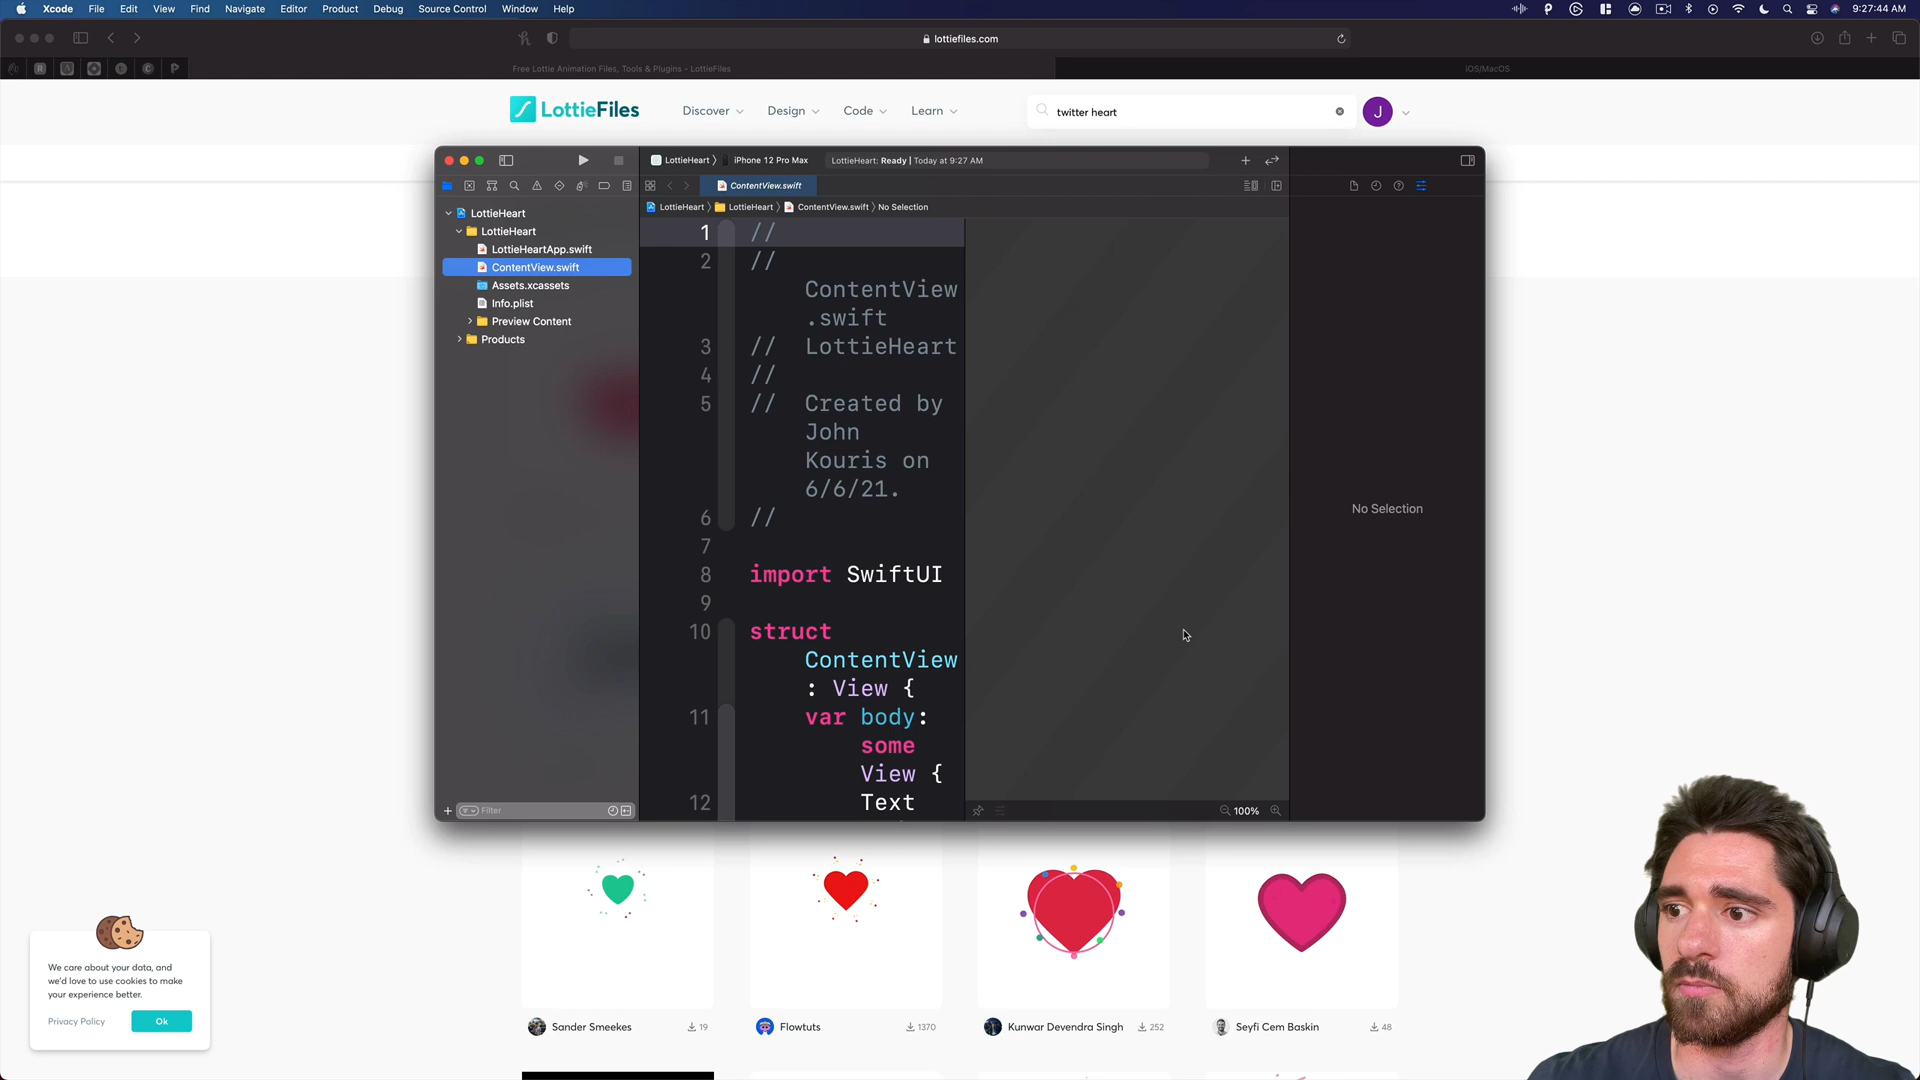 Xcode File Edit View Find Navigate Editor Product Debug Source Control Window Help
9:27:44 AM
lottiefiles.com
Free Lottie Animation Files, Tools & Plugins - LottieFiles
iOS/MacOS
LottieFiles
Discover
Design
Code
Learn
twitter heart
J
LottieHeart
iPhone 12 Pro Max
LottieHeart: Ready | Today at 9:27 AM
ContentView.swift
LottieHeart
LottieHeart
ContentView.swift
No Selection
LottieHeart
LottieHeart
LottieHeartApp.swift
ContentView.swift
Assets.xcassets
Info.plist
Preview Content
Products
Filter
1 //
2 //
ContentView
.swift
3 // LottieHeart
4 //
5 // Created by
John
Kouris on
6/6/21.
6 //
7
8 import SwiftUI
9
10 struct
ContentView
: View {
11 var body:
some
View {
12 Text
100%
No Selection
We care about your data, and
we'd love to use cookies to make
your experience better.
Privacy Policy
Ok
Sander Smeekes
19
Flowtuts
1370
Kunwar Devendra Singh
252
Seyfi Cem Baskin
48